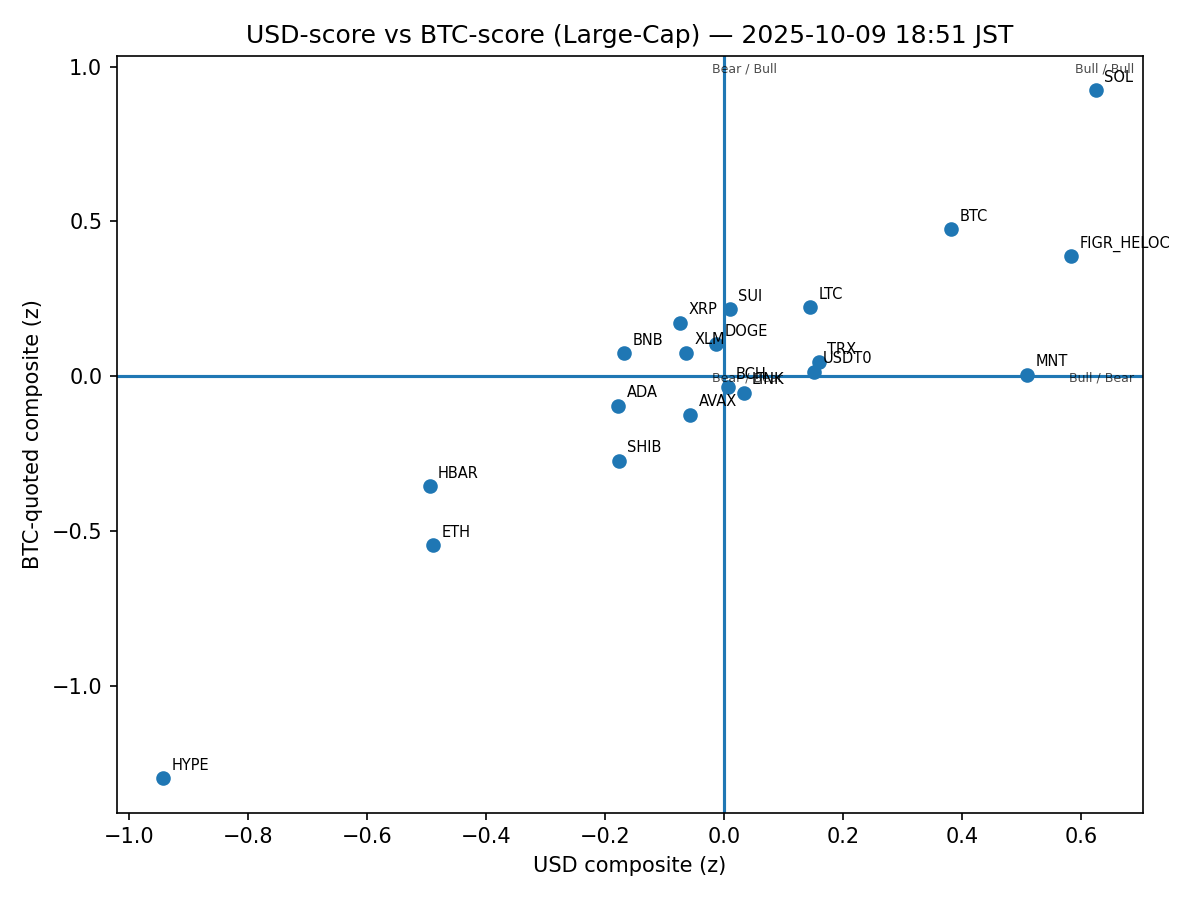 USD-score vs BTC-score (Large-Cap) — 2025-10-09 18:51 JST
1.0
0.5
0.0
−0.5
−1.0
BTC-quoted composite (z)
Bear / Bull
Bull / Bull
SOL
BTC
FIGR_HELOC
SUI
LTC
XRP
DOGE
BNB
XLM
TRX
USDT0
MNT
BCH
Bear / Bear
LINK
Bull / Bear
ADA
AVAX
SHIB
HBAR
ETH
HYPE
−1.0
−0.8
−0.6
−0.4
−0.2
0.0
0.2
0.4
0.6
USD composite (z)